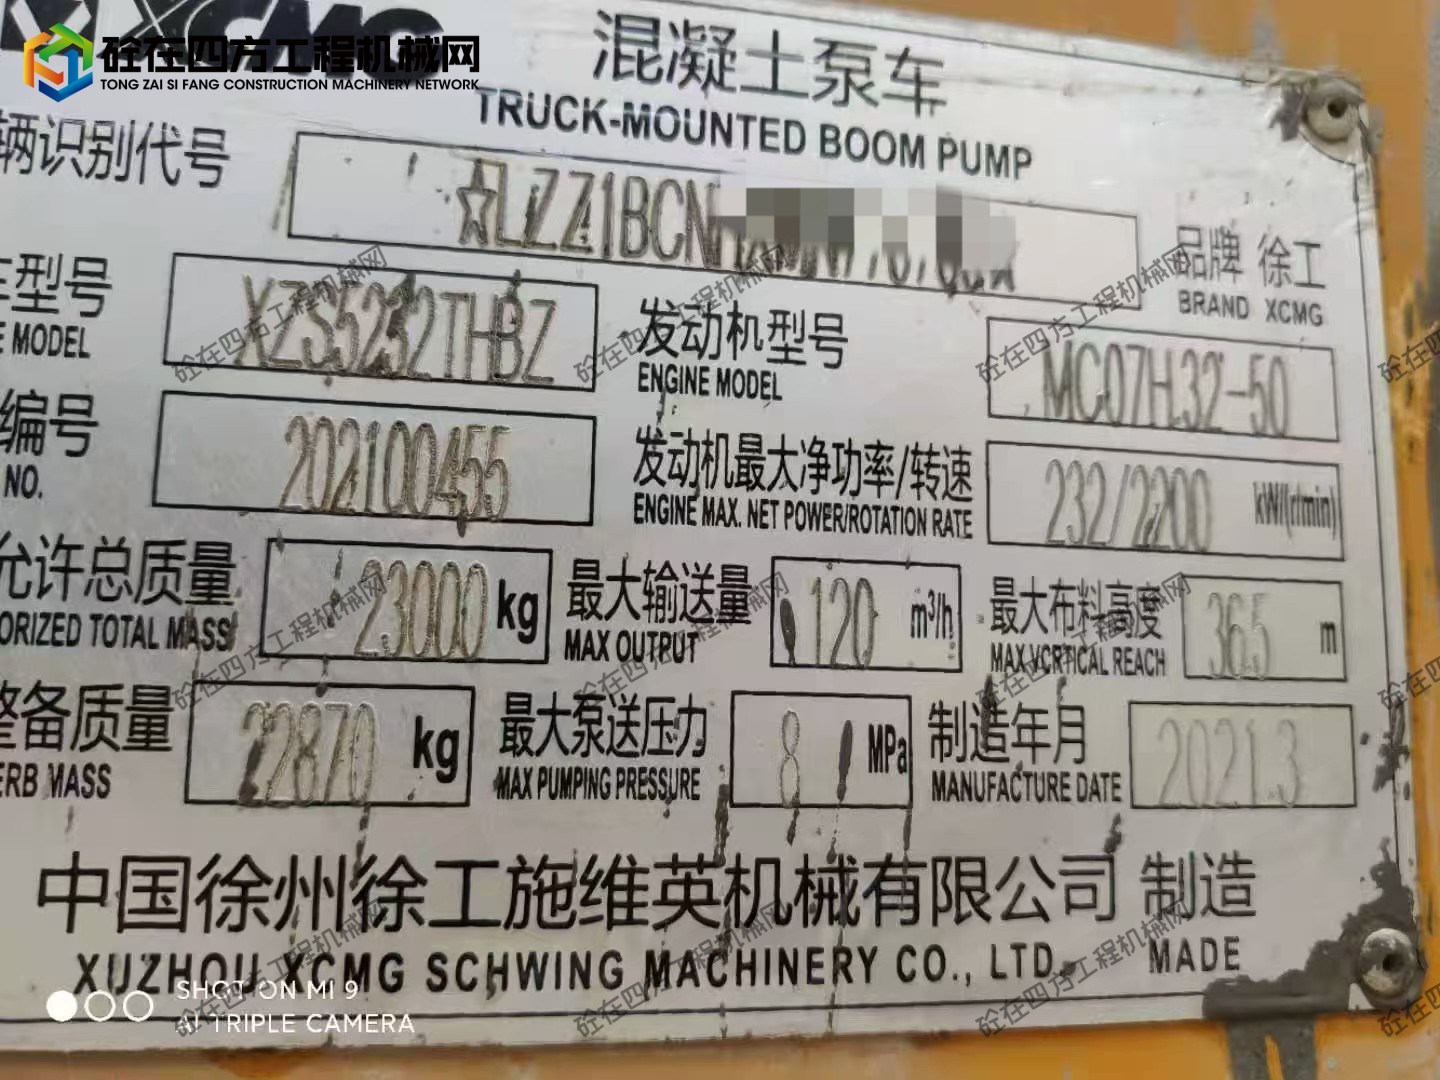 XCMG
砼在四方工程机械网
TONG ZAI SI FANG CONSTRUCTION MACHINERY NETWORK
混凝土泵车
TRUCK-MOUNTED BOOM PUMP
辆识别代号 ☆LZZ1BCN
品牌 徐工
BRAND XCMG
型号 XZS5232THBZ
MODEL
发动机型号 MC07H.32-50
ENGINE MODEL
编号 202100455
NO.
发动机最大净功率/转速 232/2200 kW/(r/min)
ENGINE MAX. NET POWER/ROTATION RATE
允许总质量 23000 kg
ORIZED TOTAL MASS
最大输送量 120 m³/h
MAX OUTPUT
最大布料高度 36.5 m
MAX VCRTICAL REACH
整备质量 22870 kg
ERB MASS
最大泵送压力 8 MPa
MAX PUMPING PRESSURE
制造年月 2021.3
MANUFACTURE DATE
中国徐州徐工施维英机械有限公司 制造
XUZHOU XCMG SCHWING MACHINERY CO., LTD. MADE
SHOT ON MI 9
AI TRIPLE CAMERA